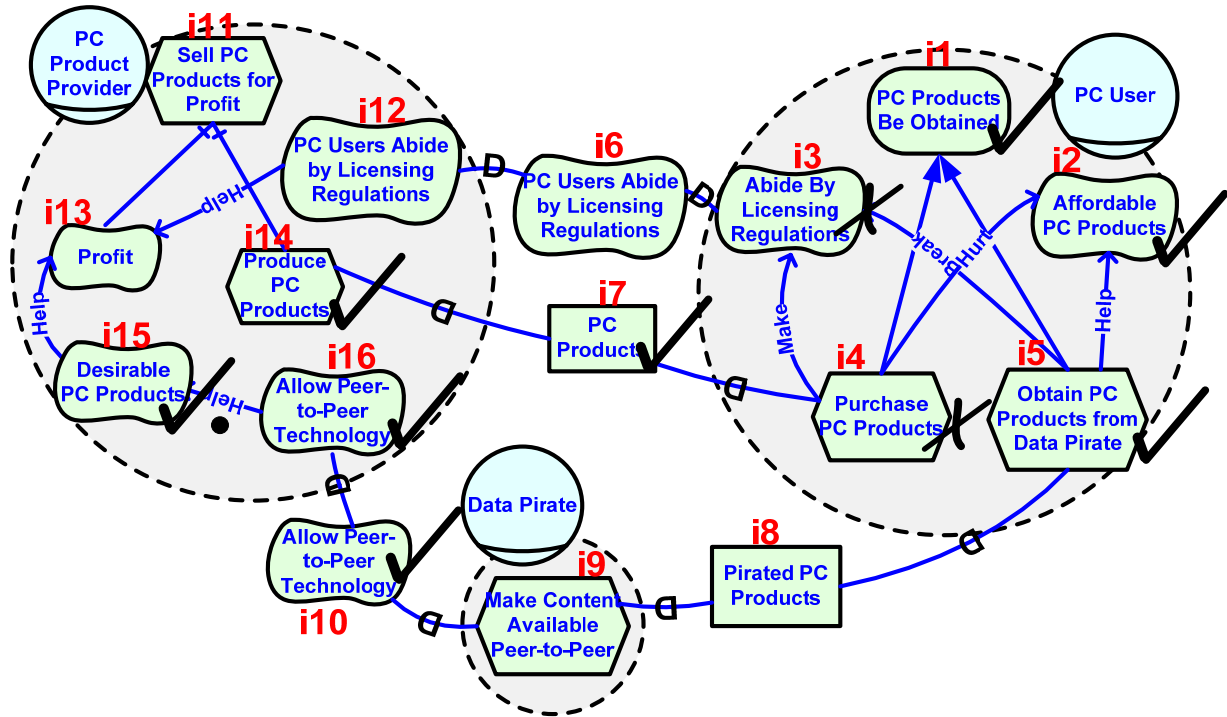 i11
PC
Product
Provider
Sell PC
Products for
Profit
i12
PC Users Abide
by Licensing
Regulations
Help
i13
Profit
i14
Produce
PC
Products
Help
i15
Desirable
PC Products
Help
i16
Allow Peer-
to-Peer
Technology
D
i6
PC Users Abide
by Licensing
Regulations
D
D
i7
PC
Products
D
i1
PC Products
Be Obtained
PC User
i2
Affordable
PC Products
i3
Abide By
Licensing
Regulations
Break
Hurt
Make
Help
i4
Purchase
PC Products
i5
Obtain PC
Products from
Data Pirate
D
D
Data Pirate
Allow Peer-
to-Peer
Technology
i10
D
i9
Make Content
Available
Peer-to-Peer
D
i8
Pirated PC
Products